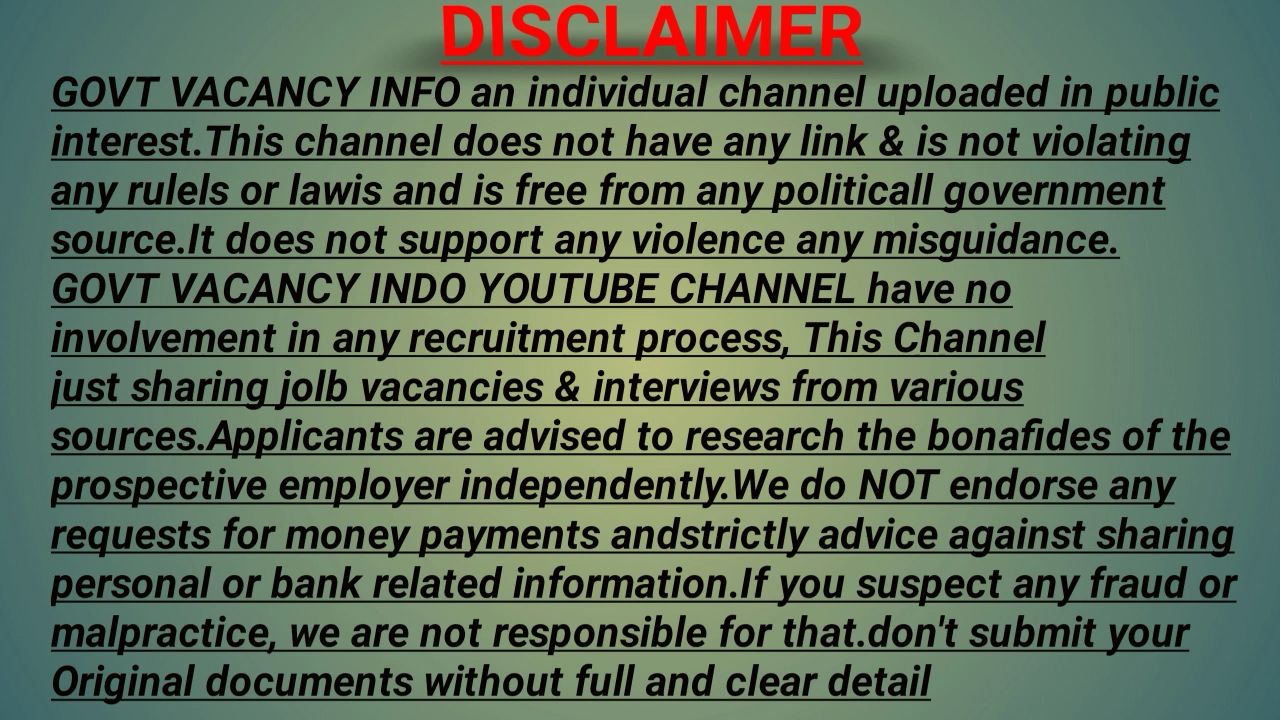 DISCLAIMER
GOVT VACANCY INFO an individual channel uploaded in public
interest.This channel does not have any link & is not violating
any rulels or lawis and is free from any politicall government
source.It does not support any violence any misguidance.
GOVT VACANCY INDO YOUTUBE CHANNEL have no
involvement in any recruitment process, This Channel
just sharing jolb vacancies & interviews from various
sources.Applicants are advised to research the bonafides of the
prospective employer independently.We do NOT endorse any
requests for money payments andstrictly advice against sharing
personal or bank related information.If you suspect any fraud or
malpractice, we are not responsible for that.don't submit your
Original documents without full and clear detail